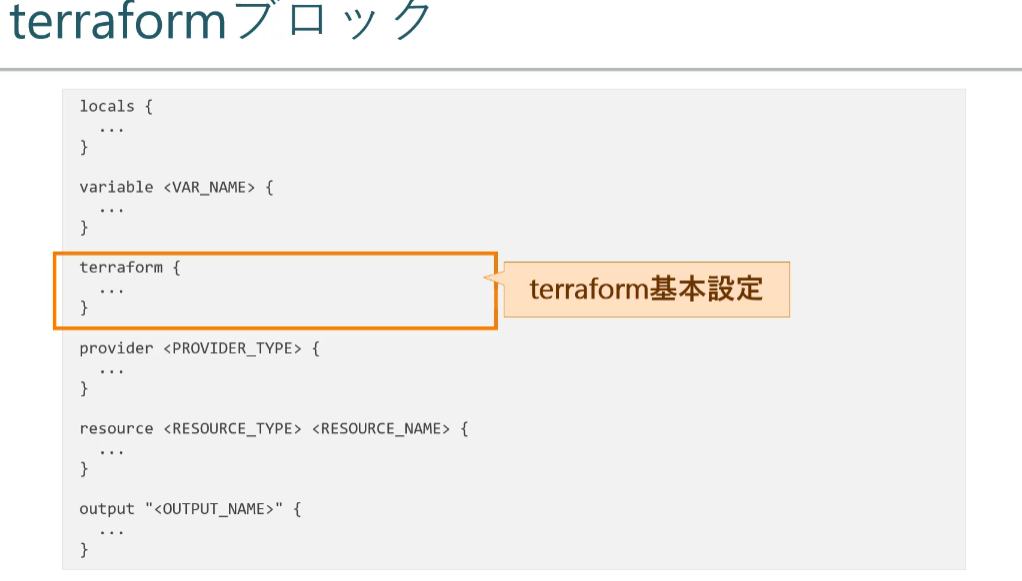 terraformブロック
locals {
...
}
variable <VAR_NAME> {
...
}
terraform {
...
}
terraform基本設定
provider <PROVIDER_TYPE> {
...
}
resource <RESOURCE_TYPE> <RESOURCE_NAME> {
...
}
output "<OUTPUT_NAME>" {
...
}